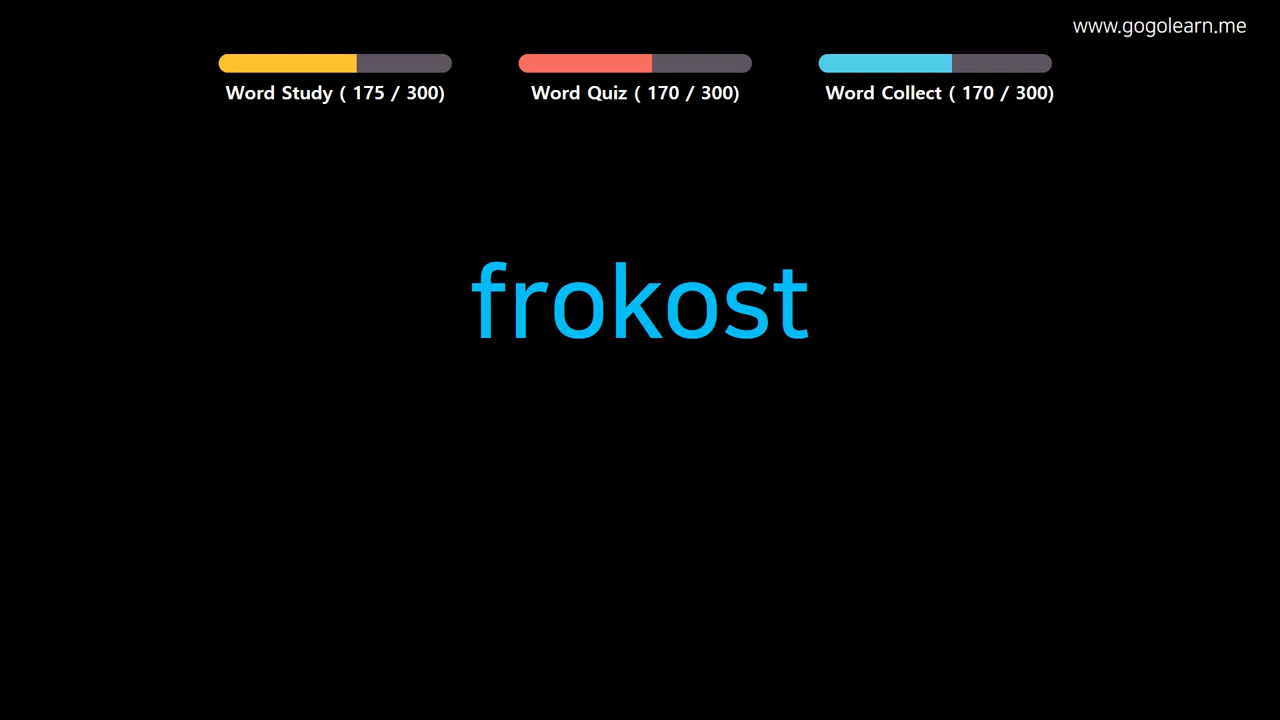 www.gogolearn.me
Word Study ( 175 / 300)
Word Quiz ( 170 / 300)
Word Collect ( 170 / 300)
frokost